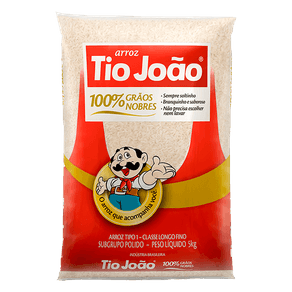 arroz
Tio João®
100% GRÃOS NOBRES
• Sempre soltinho
• Branquinho e saboroso
• Não precisa escolher nem lavar
O arroz que acompanha você.
ARROZ TIPO 1 - CLASSE LONGO FINO
SUBGRUPO POLIDO - PESO LÍQUIDO 5kg
INDÚSTRIA BRASILEIRA
Tio João® 100% GRÃOS NOBRES